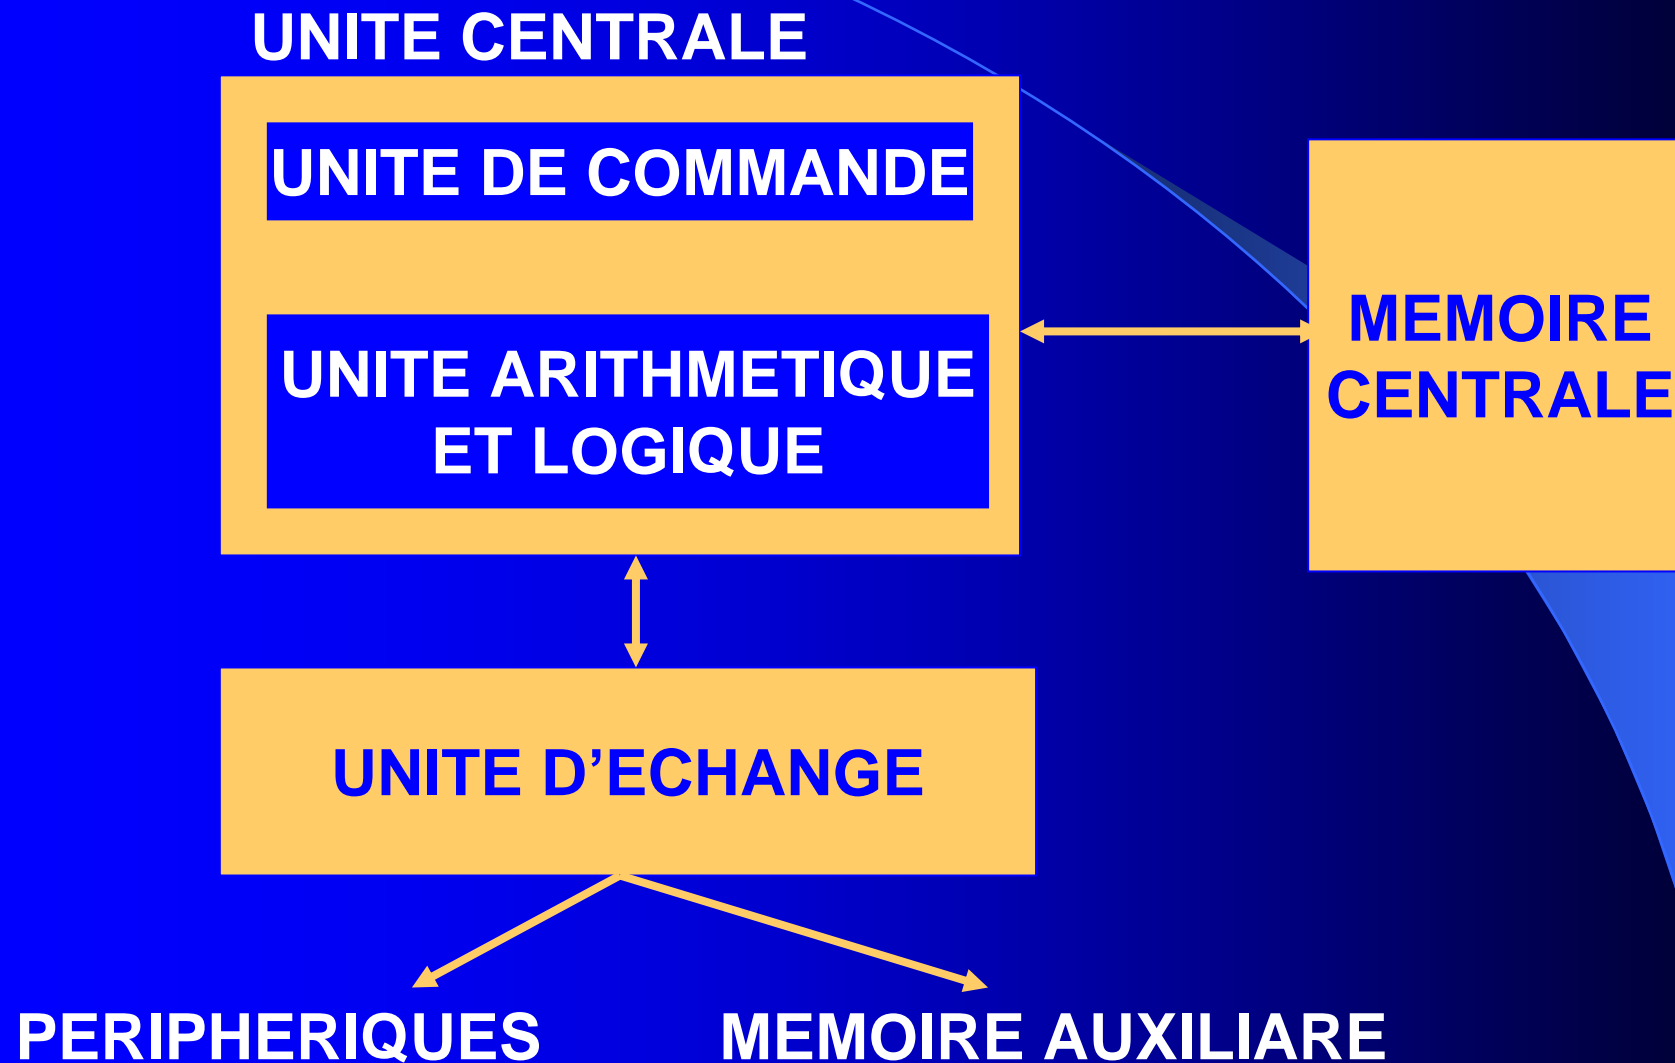 UNITE CENTRALE
UNITE DE COMMANDE
UNITE ARITHMETIQUE
ET LOGIQUE
MEMOIRE
CENTRALE
UNITE D’ECHANGE
PERIPHERIQUES
MEMOIRE AUXILIARE